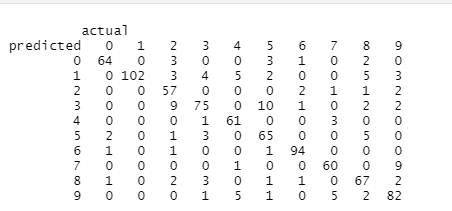 actual
predicted 0 1 2 3 4 5 6 7 8 9
0 64 0 3 0 0 3 1 0 2 0
1 0 102 3 4 5 2 0 0 5 3
2 0 0 57 0 0 0 2 1 1 2
3 0 0 9 75 0 10 1 0 2 2
4 0 0 0 1 61 0 0 3 0 0
5 2 0 1 3 0 65 0 0 5 0
6 1 0 1 0 0 1 94 0 0 0
7 0 0 0 0 1 0 0 60 0 9
8 1 0 2 3 0 1 1 0 67 2
9 0 0 0 1 5 1 0 5 2 82